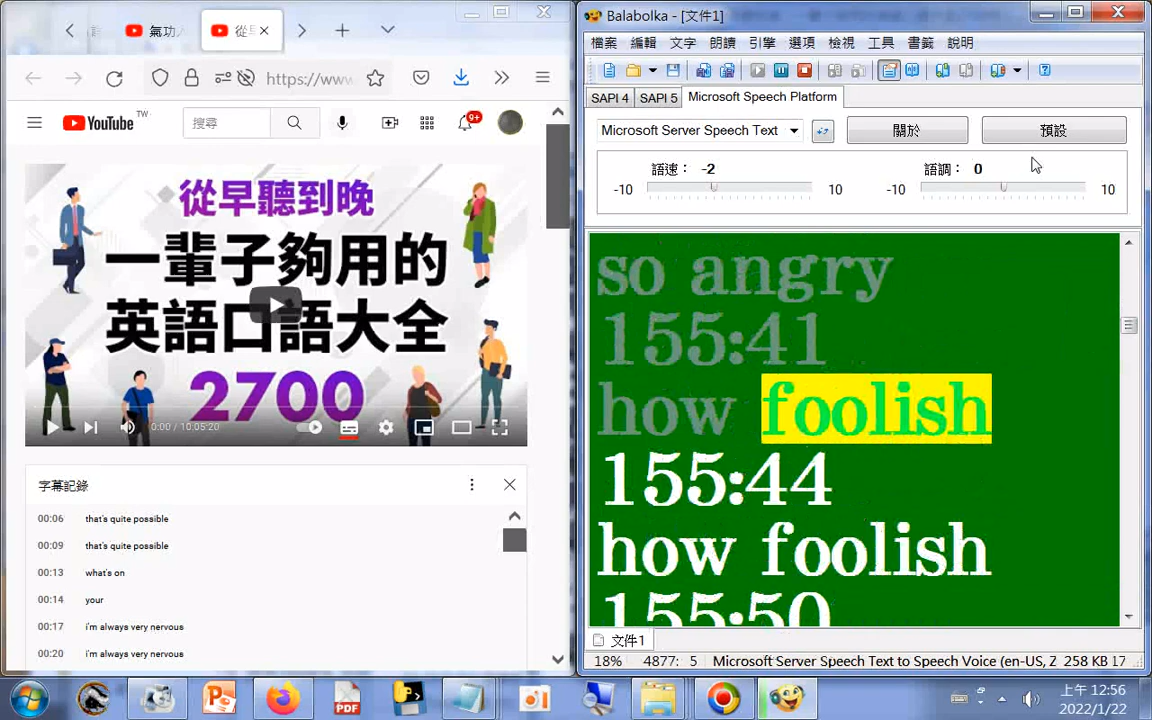 氣功
從
https://www
YouTube TW
搜尋
9+
從早聽到晚
一輩子夠用的
英語口語大全
2700
0:00 / 10:05:20
字幕記錄
00:06 that's quite possible
00:09 that's quite possible
00:13 what's on
00:14 your
00:17 i'm always very nervous
00:20 i'm always very nervous
Balabolka - [文件1]
檔案 編輯 文字 朗讀 引擎 選項 檢視 工具 書籤 說明
SAPI 4 SAPI 5 Microsoft Speech Platform
Microsoft Server Speech Text
關於
預設
語速： -2
-10 10
語調： 0
-10 10
so angry
155:41
how foolish
155:44
how foolish
155:50
文件1
18% 4877: 5 Microsoft Server Speech Text to Speech Voice (en-US, Z 258 KB 17
PDF
上午 12:56
2022/1/22